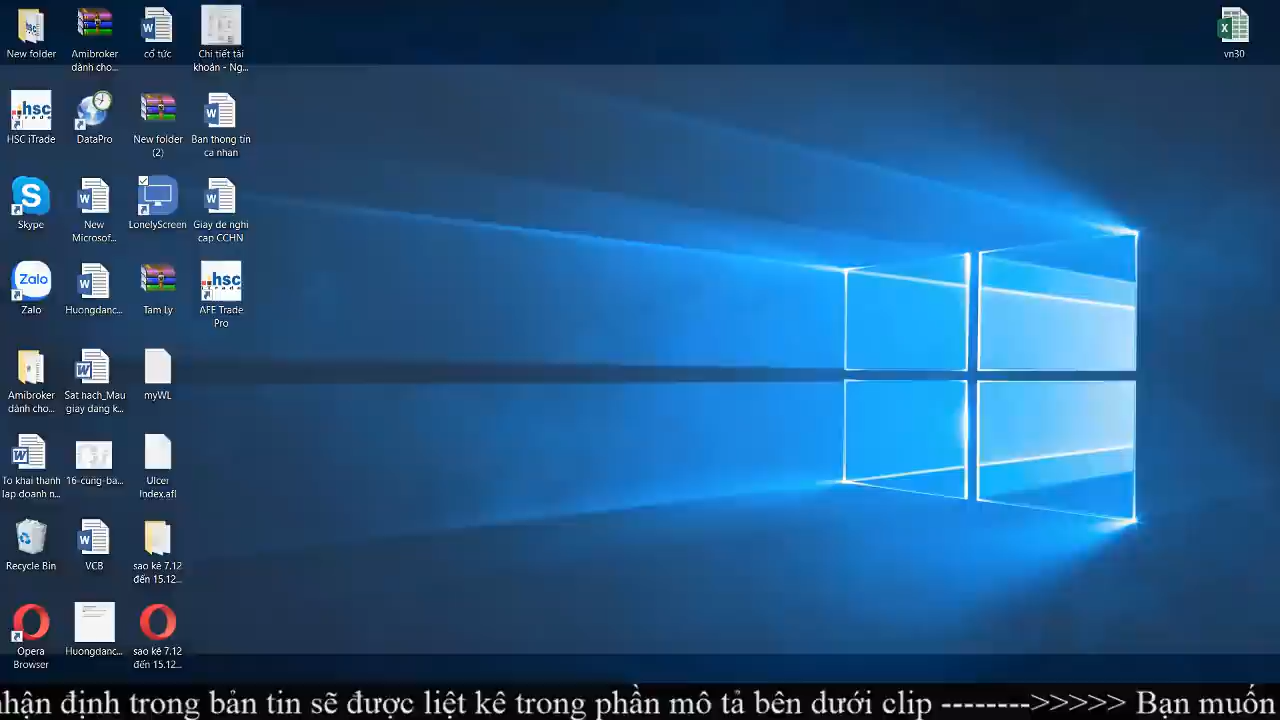 New folder
Amibroker
dành cho...
cổ tức
Chi tiết tài
khoản - Ng...
vn30
hsc
HSC iTrade
DataPro
New folder
(2)
Ban thong tin
ca nhan
Skype
New
Microsof...
LonelyScreen
Giay de nghi
cap CCHN
Zalo
Zalo
Huongdanc...
Tam Ly
hsc
AFE Trade
Pro
Amibroker
dành cho...
Sat hach_Mau
giay dang k...
myWL
To khai thanh
lap doanh n...
16-cung-ba...
Ulcer
Index.afl
Recycle Bin
VCB
sao kê 7.12
đến 15.12...
Opera
Browser
Huongdanc...
sao kê 7.12
đến 15.12...
nhận định trong bản tin sẽ được liệt kê trong phần mô tả bên dưới clip -------->>>>> Bạn muốn